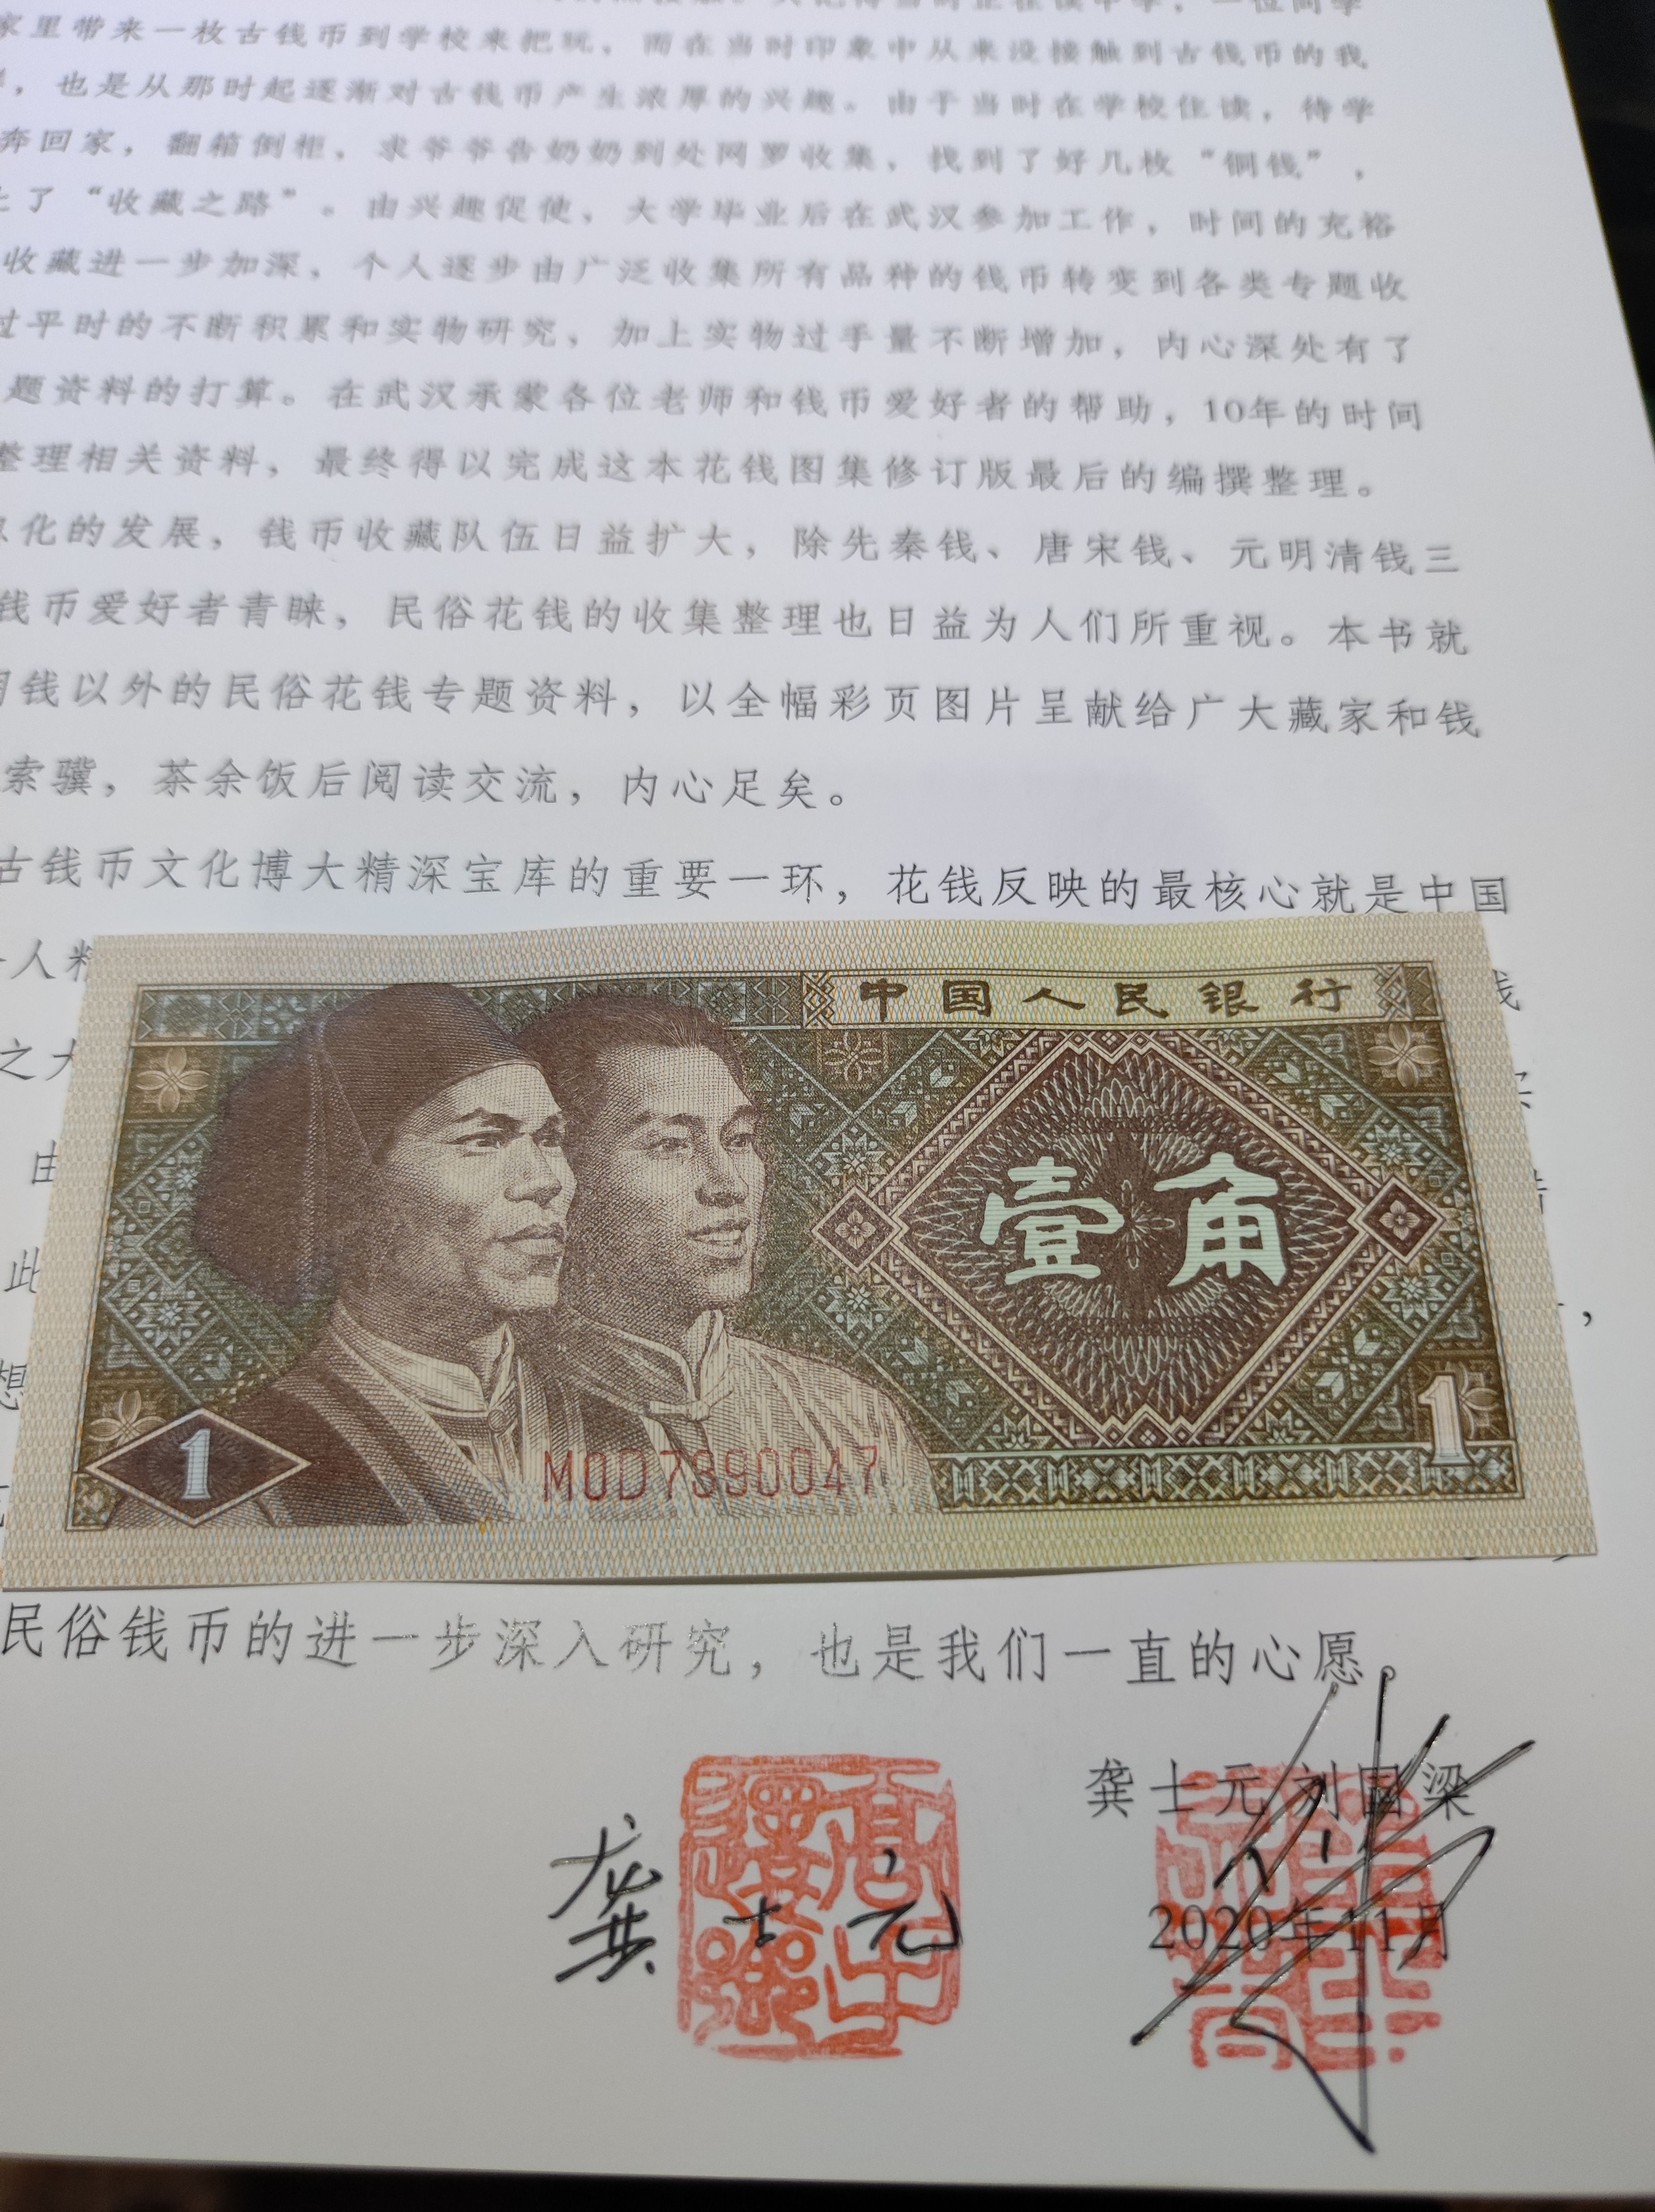 家里带来一枚古钱币到学校来把玩，而在当时印象中从来没接触到古钱币的我
，也是从那时起逐渐对古钱币产生浓厚的兴趣。由于当时在学校住读，待学
奔回家，翻箱倒柜，求爷爷告奶奶到处网罗收集，找到了好几枚“铜钱”，
上了“收藏之路”。由兴趣促使，大学毕业后在武汉参加工作，时间的充裕
收藏进一步加深，个人逐步由广泛收集所有品种的钱币转变到各类专题收
过平时的不断积累和实物研究，加上实物过手量不断增加，内心深处有了
题资料的打算。在武汉承蒙各位老师和钱币爱好者的帮助，10年的时间
整理相关资料，最终得以完成这本花钱图集修订版最后的编撰整理。
息化的发展，钱币收藏队伍日益扩大，除先秦钱、唐宋钱、元明清钱三
钱币爱好者青睐，民俗花钱的收集整理也日益为人们所重视。本书就
钱以外的民俗花钱专题资料，以全幅彩页图片呈献给广大藏家和钱
索骥，茶余饭后阅读交流，内心足矣。
古钱币文化博大精深宝库的重要一环，花钱反映的最核心就是中国
人
之大
由
此
想
中国人民银行
壹角
1
1
M0D7390047
民俗钱币的进一步深入研究，也是我们一直的心愿。
龚士元 刘国梁
2020年11月
龚士元